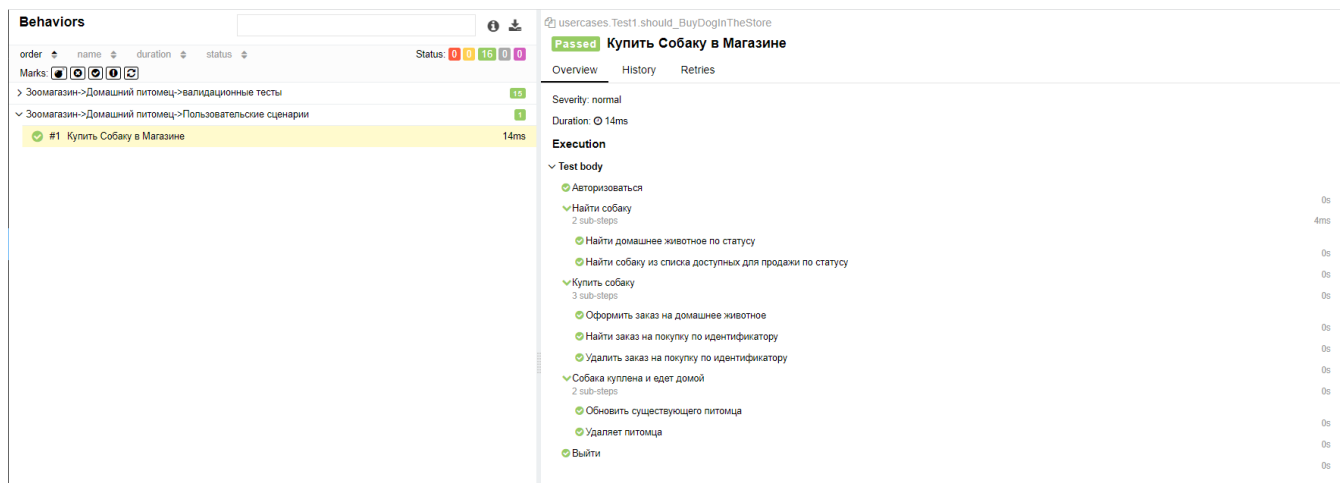 Behaviors
order name duration status Status: 0 0 16 0 0
Marks:
Зоомагазин->Домашний питомец->валидационные тесты 15
Зоомагазин->Домашний питомец->Пользовательские сценарии 1
#1 Купить Собаку в Магазине 14ms
usercases.Test1.should_BuyDogInTheStore
Passed Купить Собаку в Магазине
Overview History Retries
Severity: normal
Duration: 14ms
Execution
Test body
Авторизоваться 0s
Найти собаку
2 sub-steps 4ms
Найти домашнее животное по статусу 0s
Найти собаку из списка доступных для продажи по статусу 0s
Купить собаку
3 sub-steps 0s
Оформить заказ на домашнее животное 0s
Найти заказ на покупку по идентификатору 0s
Удалить заказ на покупку по идентификатору 0s
Собака куплена и едет домой
2 sub-steps 0s
Обновить существующего питомца 0s
Удаляет питомца 0s
Выйти 0s